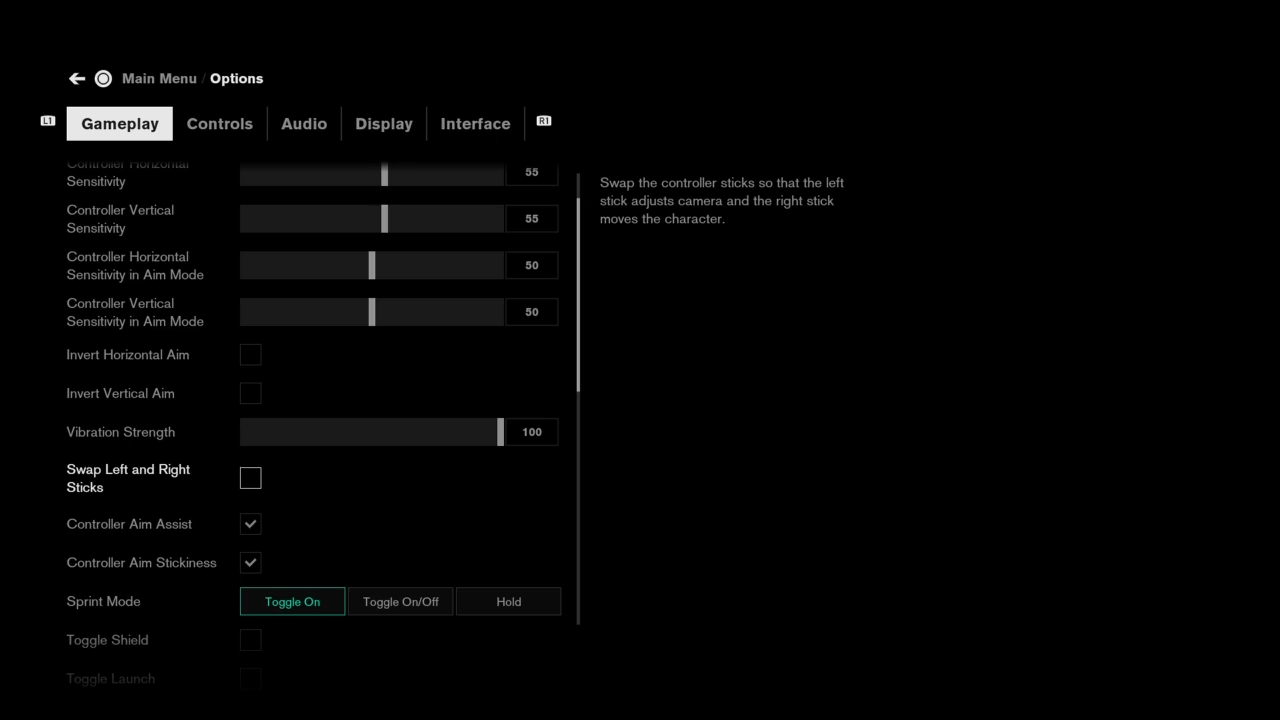 Main Menu / Options
L1
Gameplay
Controls
Audio
Display
Interface
R1
Controller Horizontal
Sensitivity
55
Controller Vertical
Sensitivity
55
Controller Horizontal
Sensitivity in Aim Mode
50
Controller Vertical
Sensitivity in Aim Mode
50
Invert Horizontal Aim
Invert Vertical Aim
Vibration Strength
100
Swap Left and Right
Sticks
Controller Aim Assist
Controller Aim Stickiness
Sprint Mode
Toggle On
Toggle On/Off
Hold
Toggle Shield
Toggle Launch
Swap the controller sticks so that the left
stick adjusts camera and the right stick
moves the character.